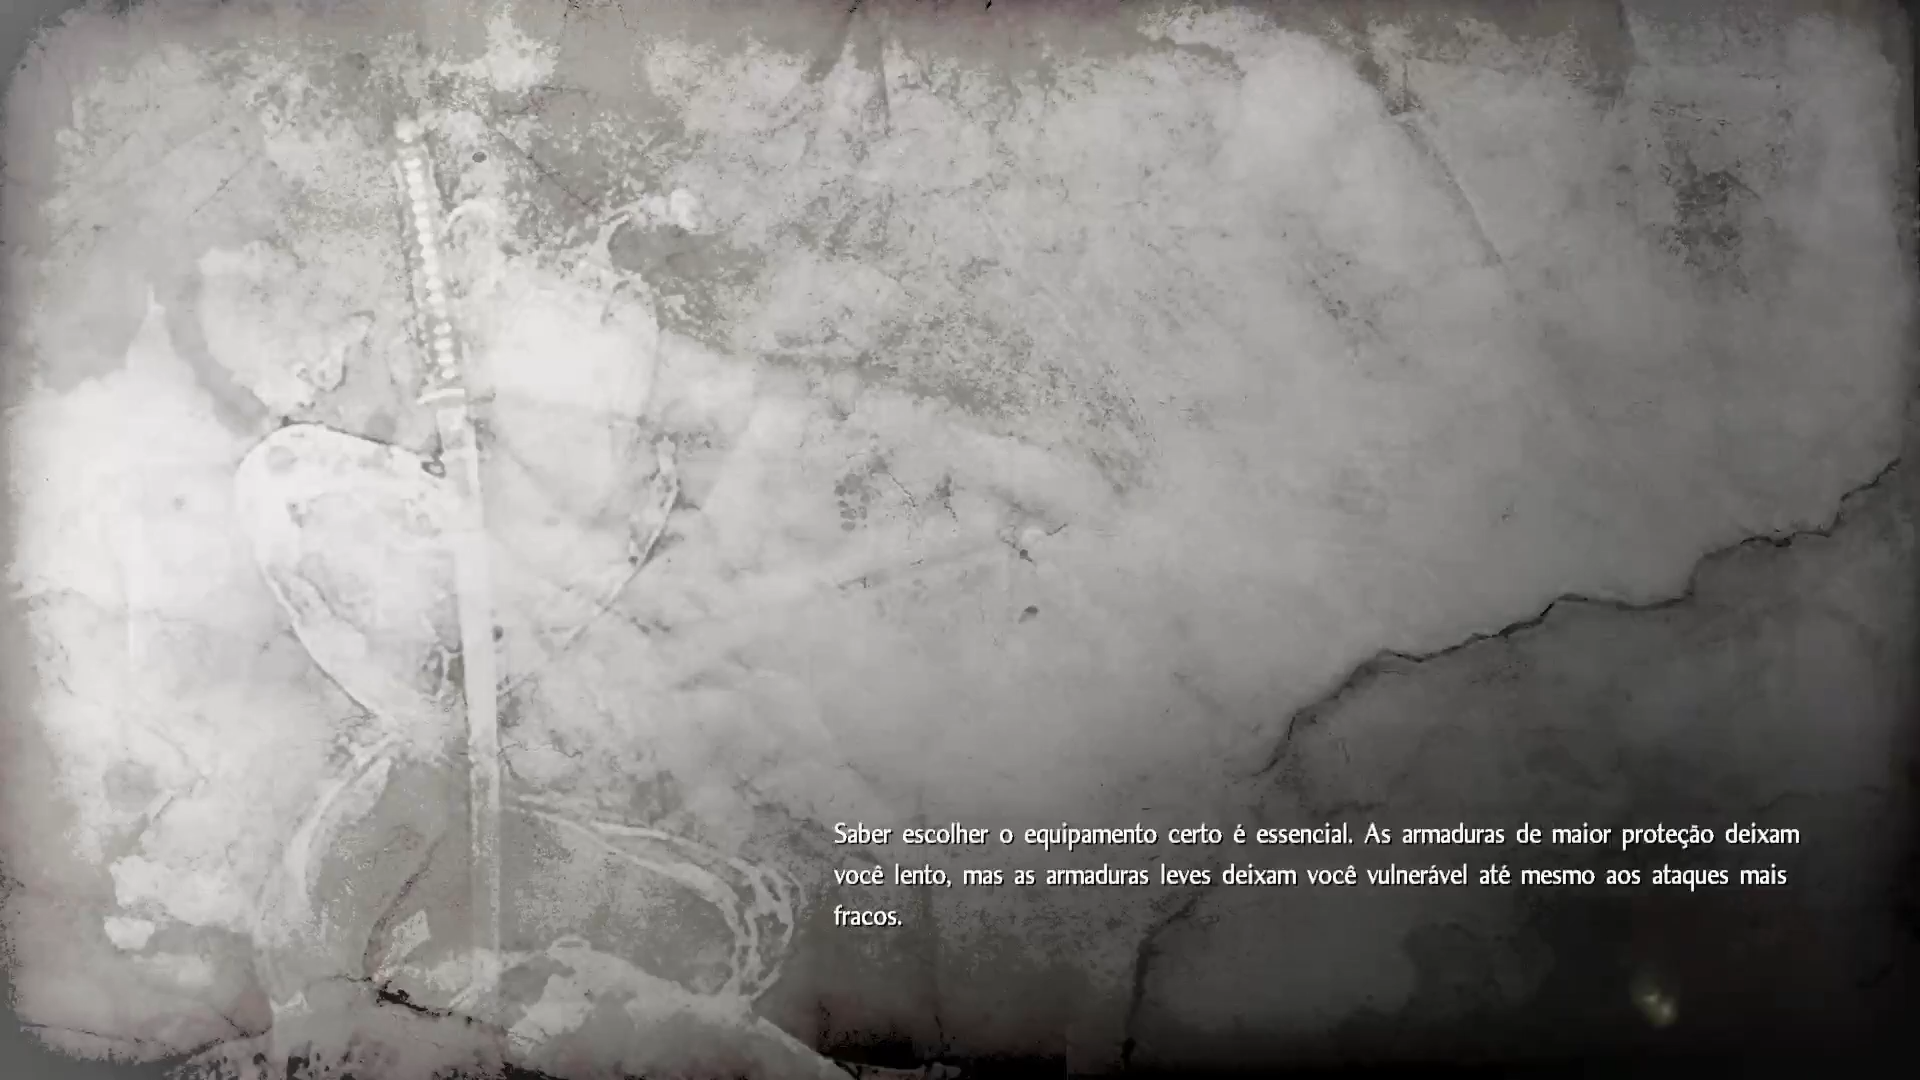 Saber escolher o equipamento certo é essencial. As armaduras de maior proteção deixam
você lento, mas as armaduras leves deixam você vulnerável até mesmo aos ataques mais
fracos.